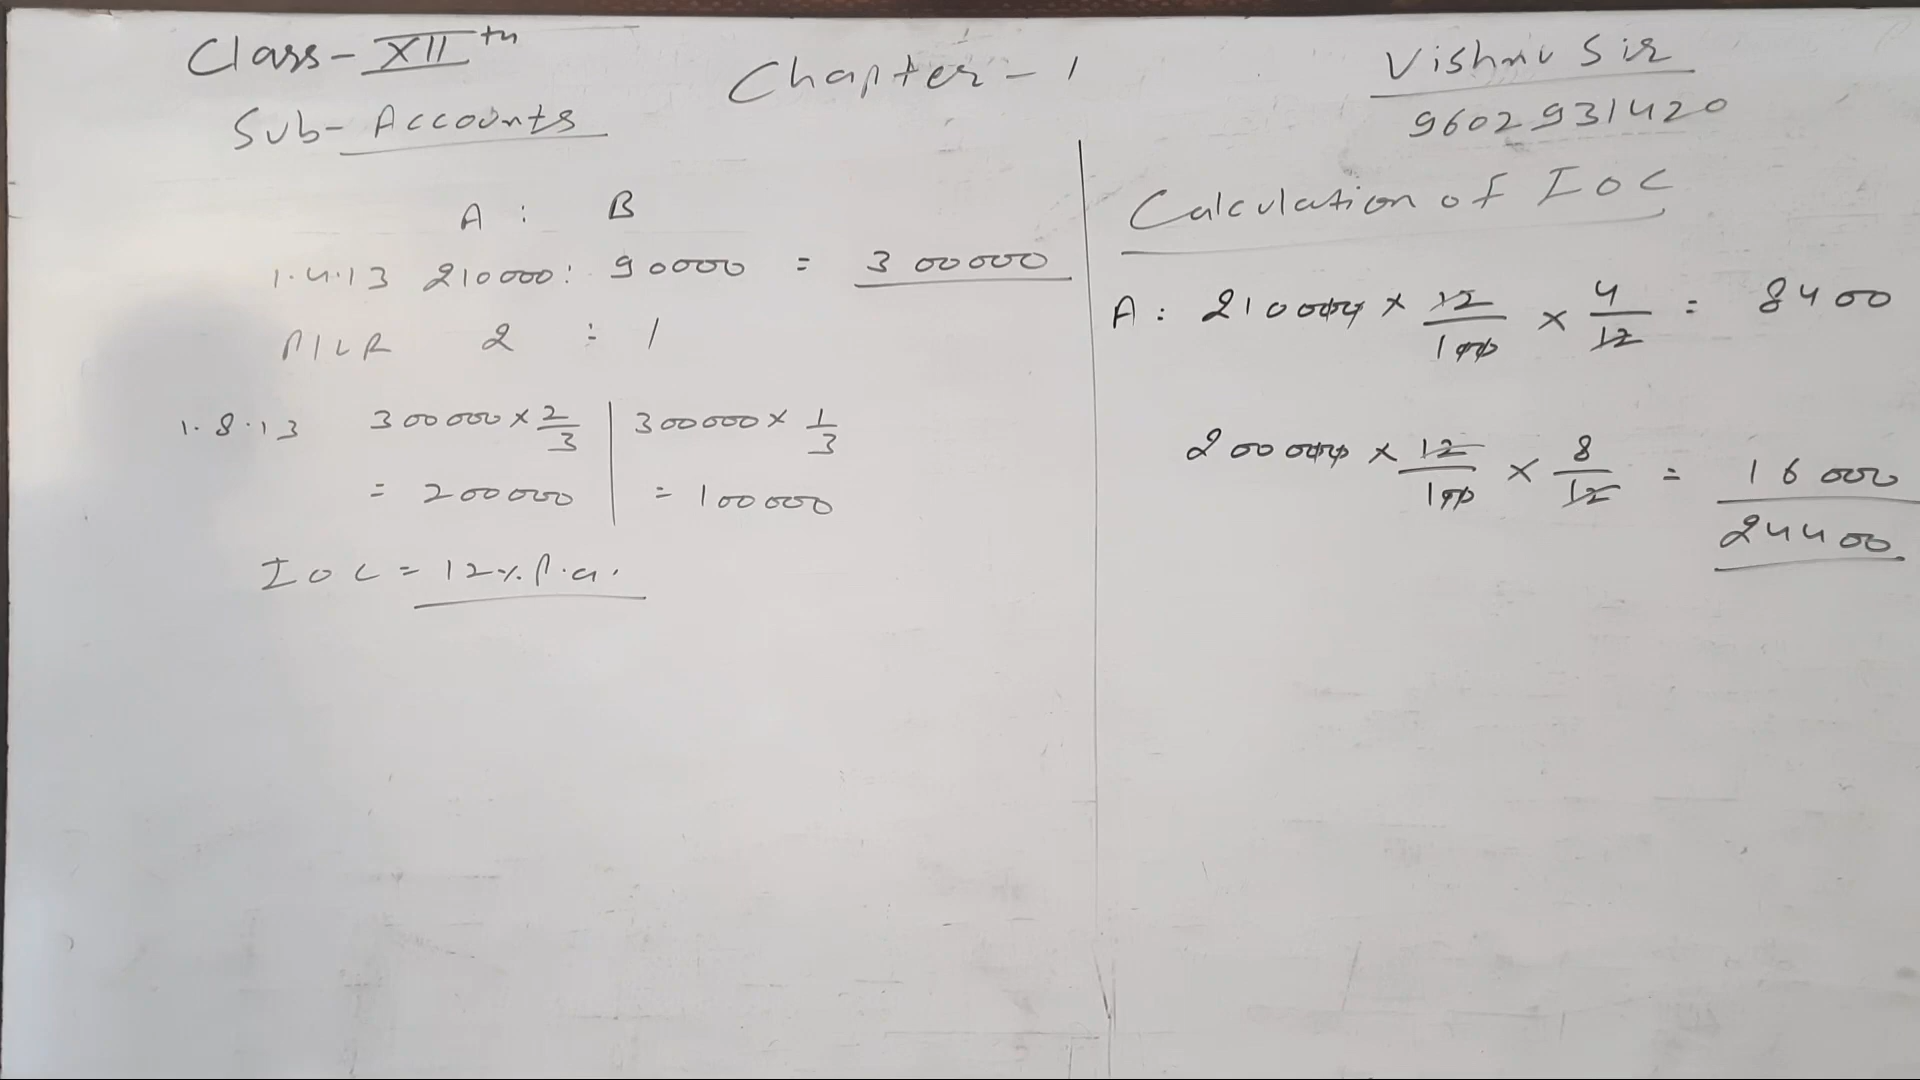 Class-XIIth
Sub- Accounts
Chapter-1
Vishnu Sir
9602931420
A : B
1.4.13 210000: 90000 = 300000
P/L R 2 : 1
1.8.13 300000 × 2/3 | 300000 × 1/3
= 200000 | = 100000
IOC = 12% P.a.
Calculation of IOC
A: 210000 × 12/100 × 4/12 = 8400
200000 × 12/100 × 8/12 = 16000
24400